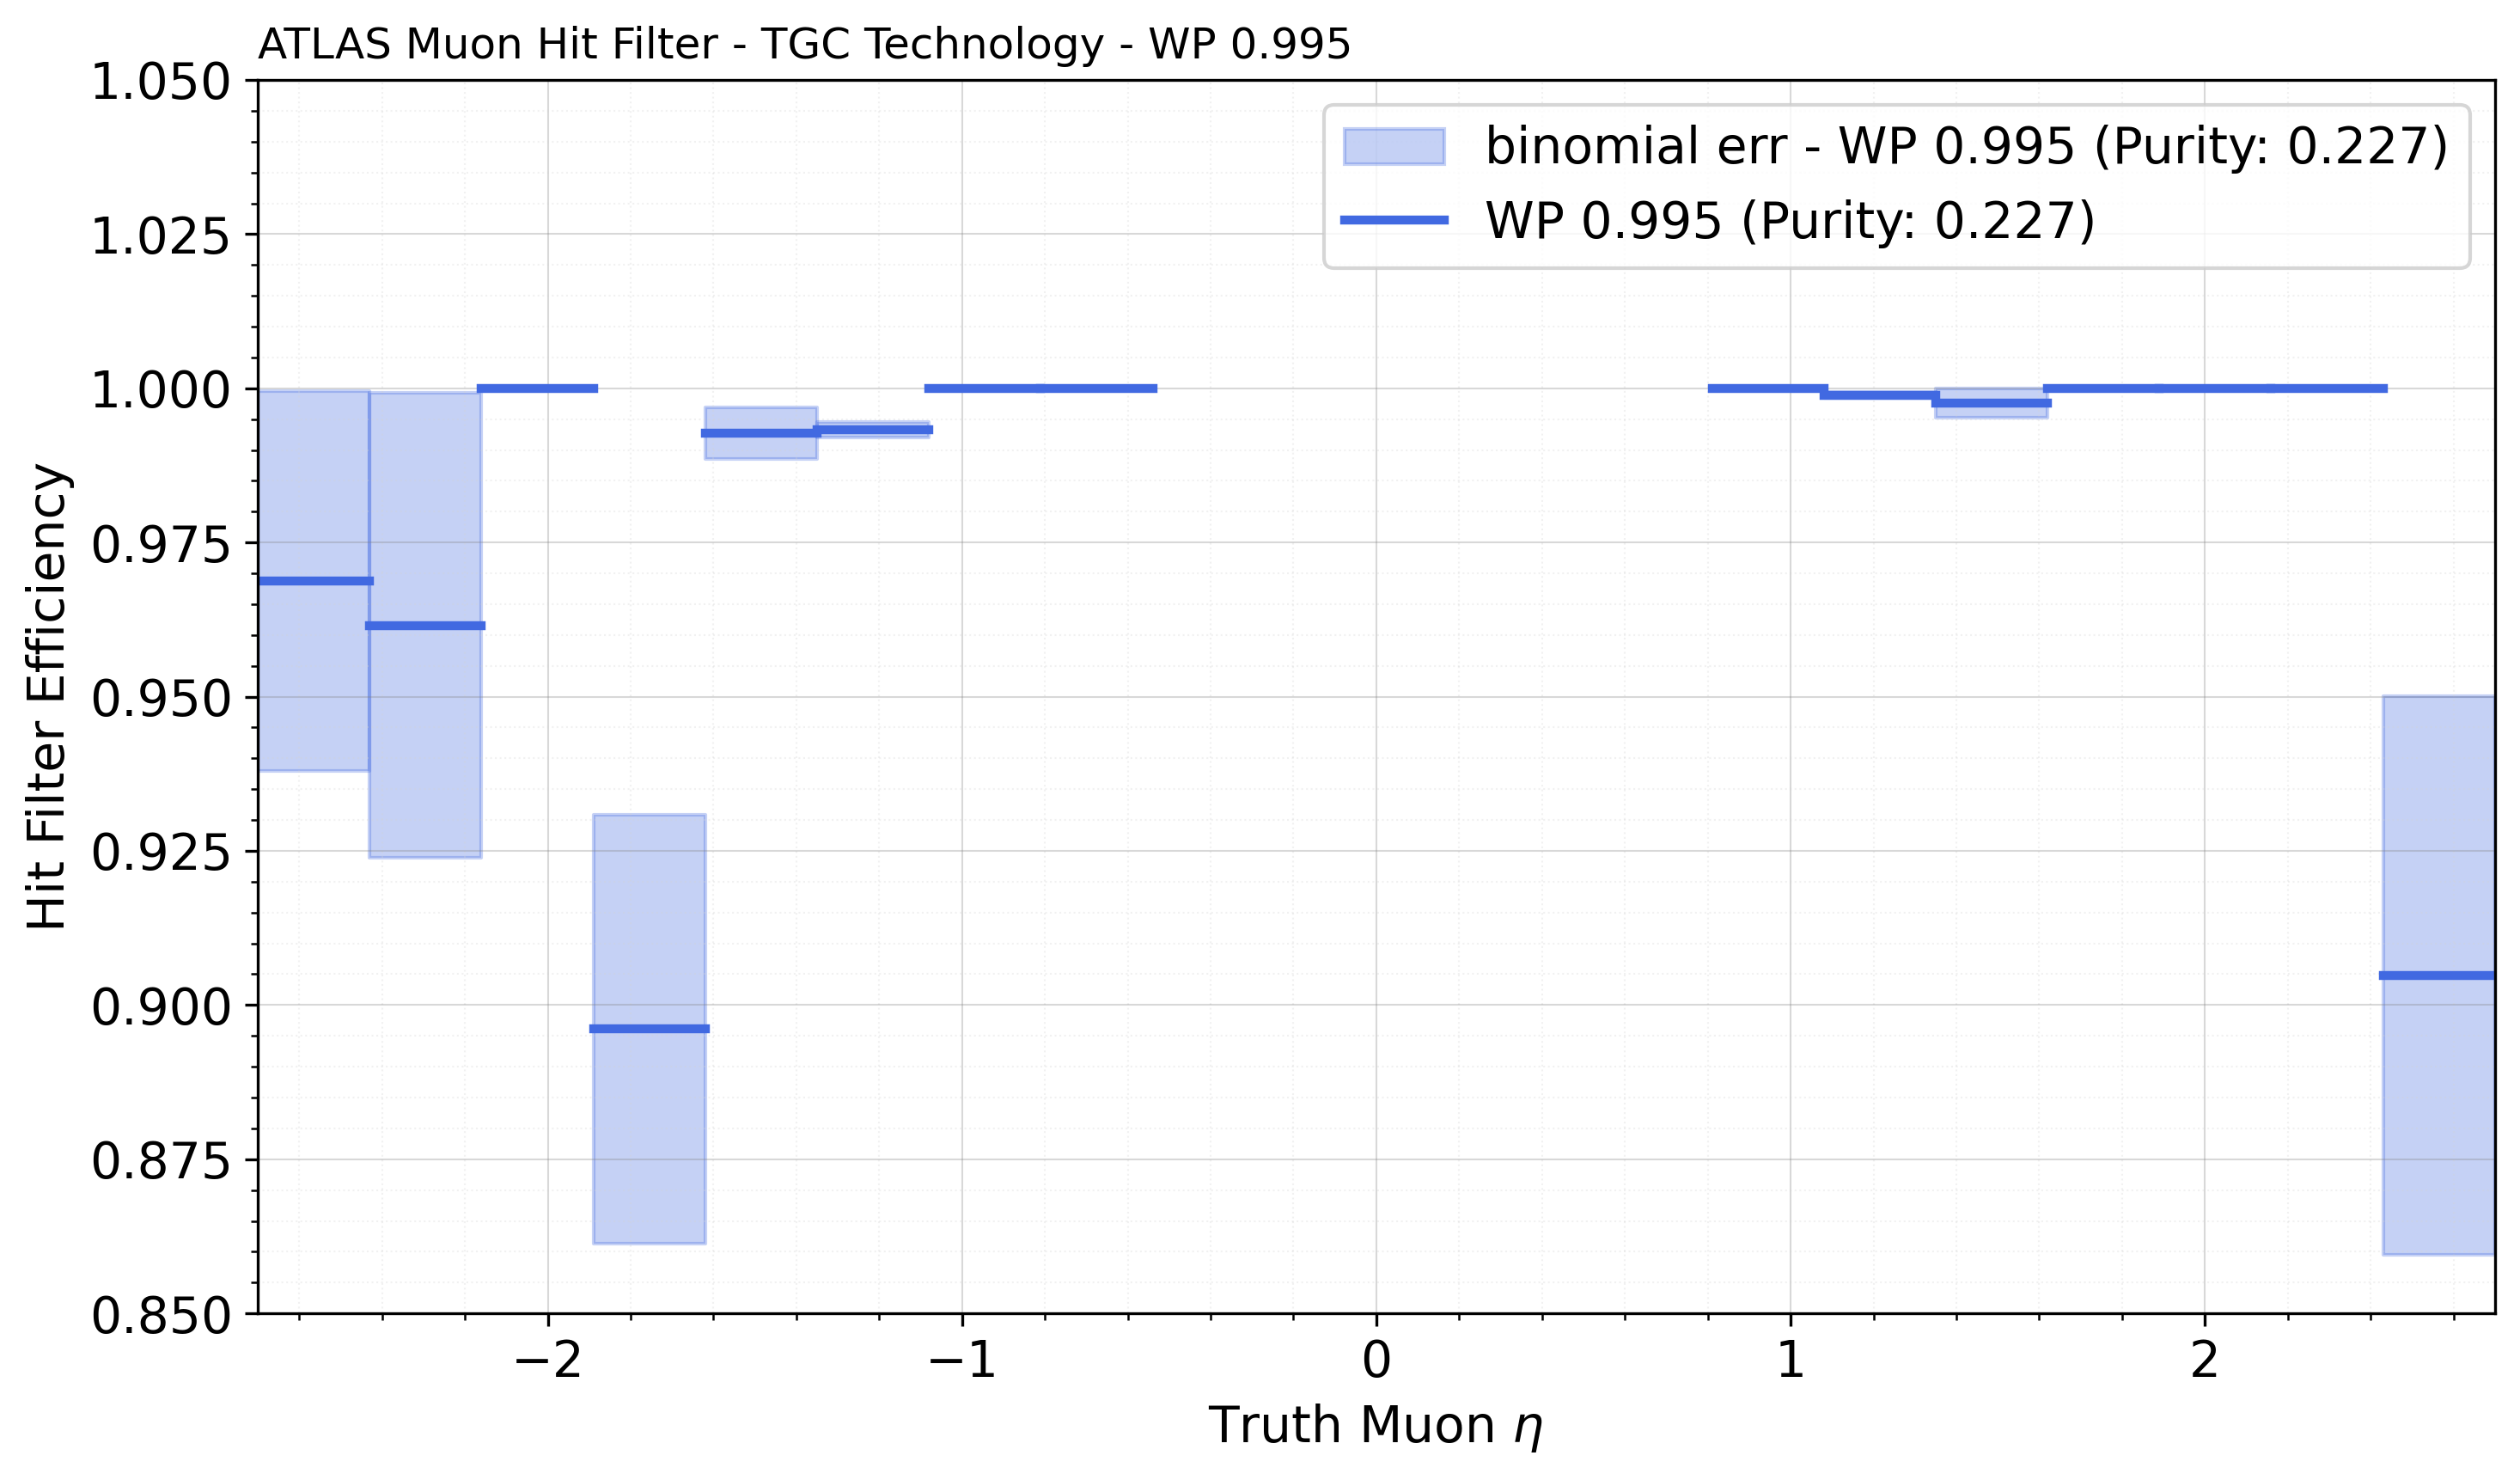 ATLAS Muon Hit Filter - TGC Technology - WP 0.995
binomial err - WP 0.995 (Purity: 0.227)
WP 0.995 (Purity: 0.227)
Hit Filter Efficiency
1.050
1.025
1.000
0.975
0.950
0.925
0.900
0.875
0.850
−2 −1 0 1 2
Truth Muon η